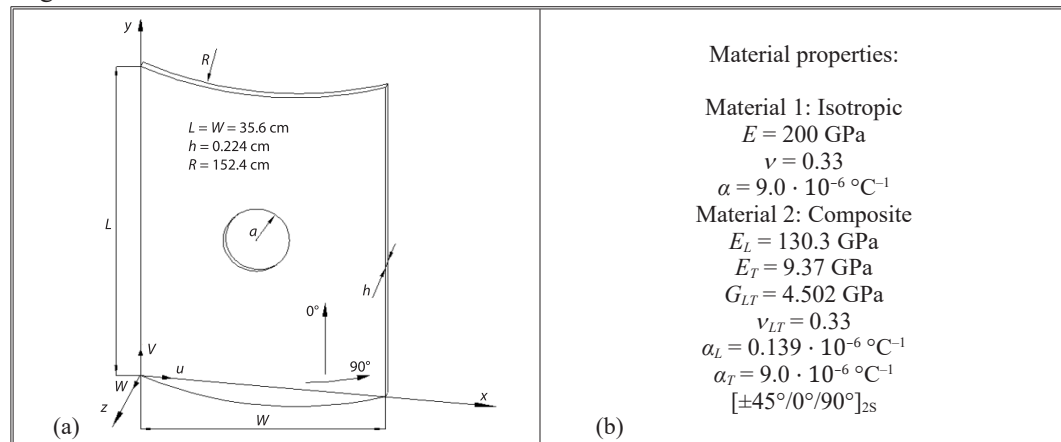 y
R
L = W = 35.6 cm
h = 0.224 cm
R = 152.4 cm
L
a
h
0°
90°
V
u
W
z
x
W
(a)
Material properties:
Material 1: Isotropic
E = 200 GPa
ν = 0.33
α = 9.0 · 10⁻⁶ °C⁻¹
Material 2: Composite
E_L = 130.3 GPa
E_T = 9.37 GPa
G_LT = 4.502 GPa
ν_LT = 0.33
α_L = 0.139 · 10⁻⁶ °C⁻¹
α_T = 9.0 · 10⁻⁶ °C⁻¹
[±45°/0°/90°]₂S
(b)